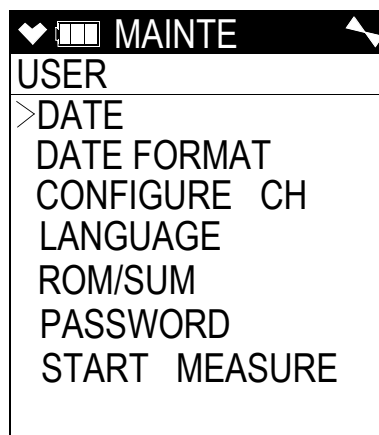 MAINTE
USER
>DATE
DATE FORMAT
CONFIGURE CH
LANGUAGE
ROM/SUM
PASSWORD
START MEASURE